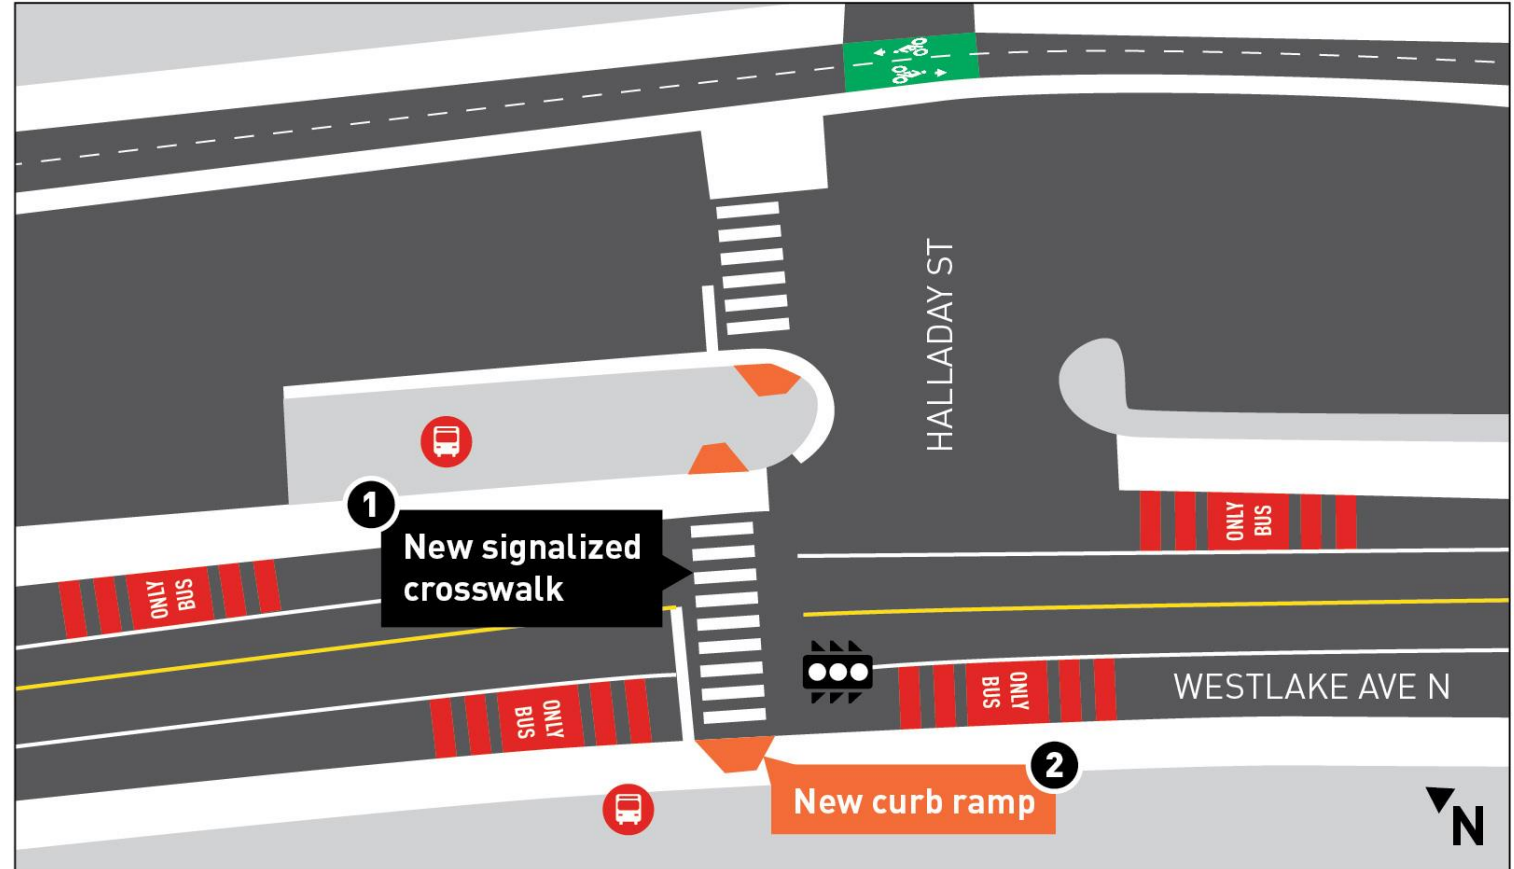 HALLADAY ST
1
New signalized
crosswalk
ONLY
BUS
ONLY
BUS
ONLY
BUS
ONLY
BUS
WESTLAKE AVE N
2
New curb ramp
N